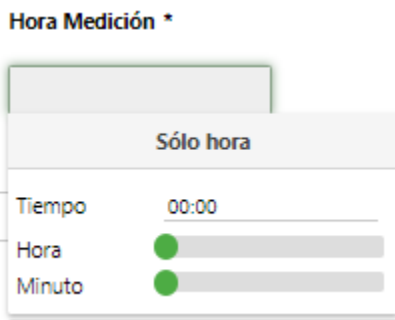 Hora Medición *
Sólo hora
Tiempo 00:00
Hora
Minuto